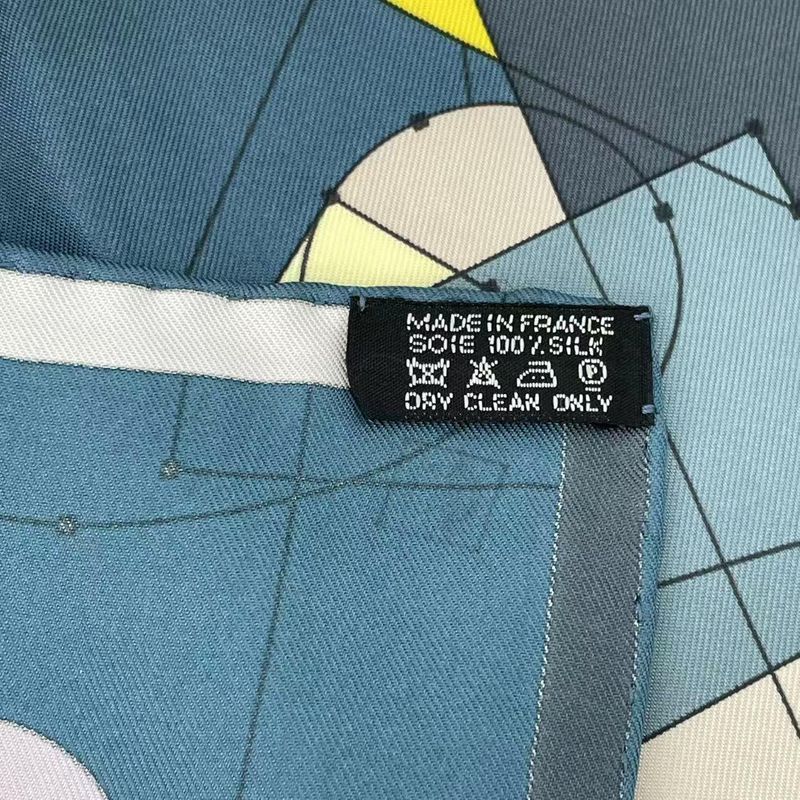 MADE IN FRANCE
SOIE 100% SILK
P
DRY CLEAN ONLY